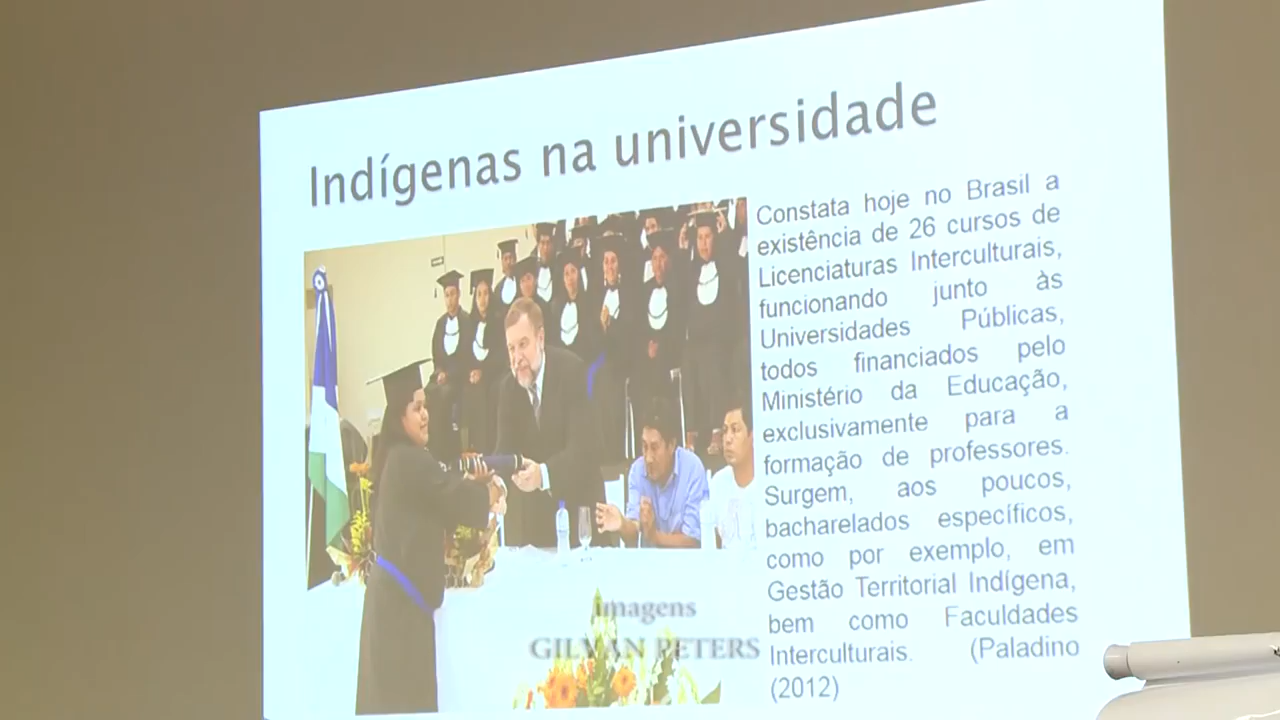 Indígenas na universidade
Constata hoje no Brasil a
existência de 26 cursos de
Licenciaturas Interculturais,
funcionando junto às
Universidades Públicas,
todos financiados pelo
Ministério da Educação,
exclusivamente para a
formação de professores.
Surgem, aos poucos,
bacharelados específicos,
como por exemplo, em
Gestão Territorial Indígena,
bem como Faculdades
Interculturais. (Paladino
(2012)
imagens
GILVAN PETERS